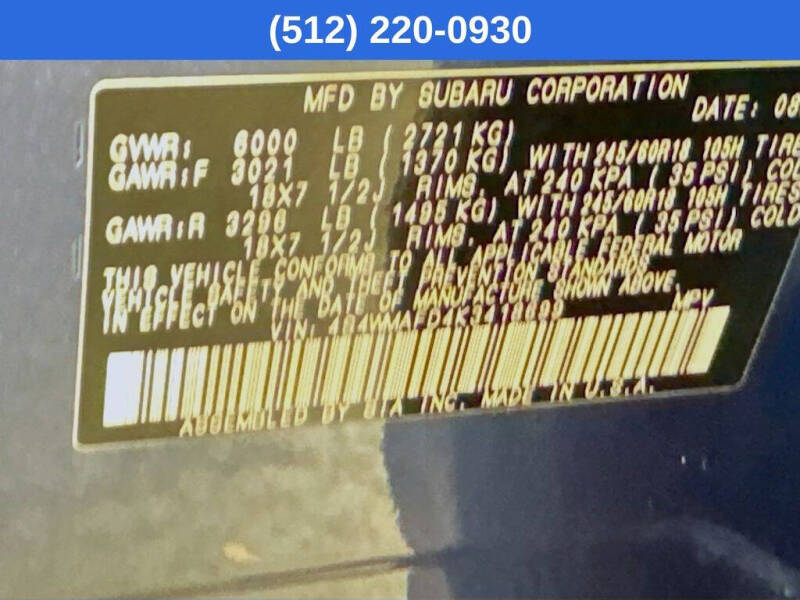 (512) 220-0930
MFD BY SUBARU CORPORATION
DATE: 08
GVWR: 6000 LB ( 2721 KG)
GAWR:F 3021 LB ( 1370 KG) WITH 245/60R18 105H TIRE
18X7 1/2J RIMS, AT 240 KPA ( 35 PSI) COL
GAWR:R 3296 LB ( 1495 KG) WITH 245/60R18 105H TIRES
18X7 1/2J RIMS, AT 240 KPA ( 35 PSI) COLD
THIS VEHICLE CONFORMS TO ALL APPLICABLE FEDERAL MOTOR
VEHICLE SAFETY AND THEFT PREVENTION STANDARDS
IN EFFECT ON THE DATE OF MANUFACTURE SHOWN ABOVE.
VIN: MPV
ASSEMBLED BY SIA INC. MADE IN U.S.A.